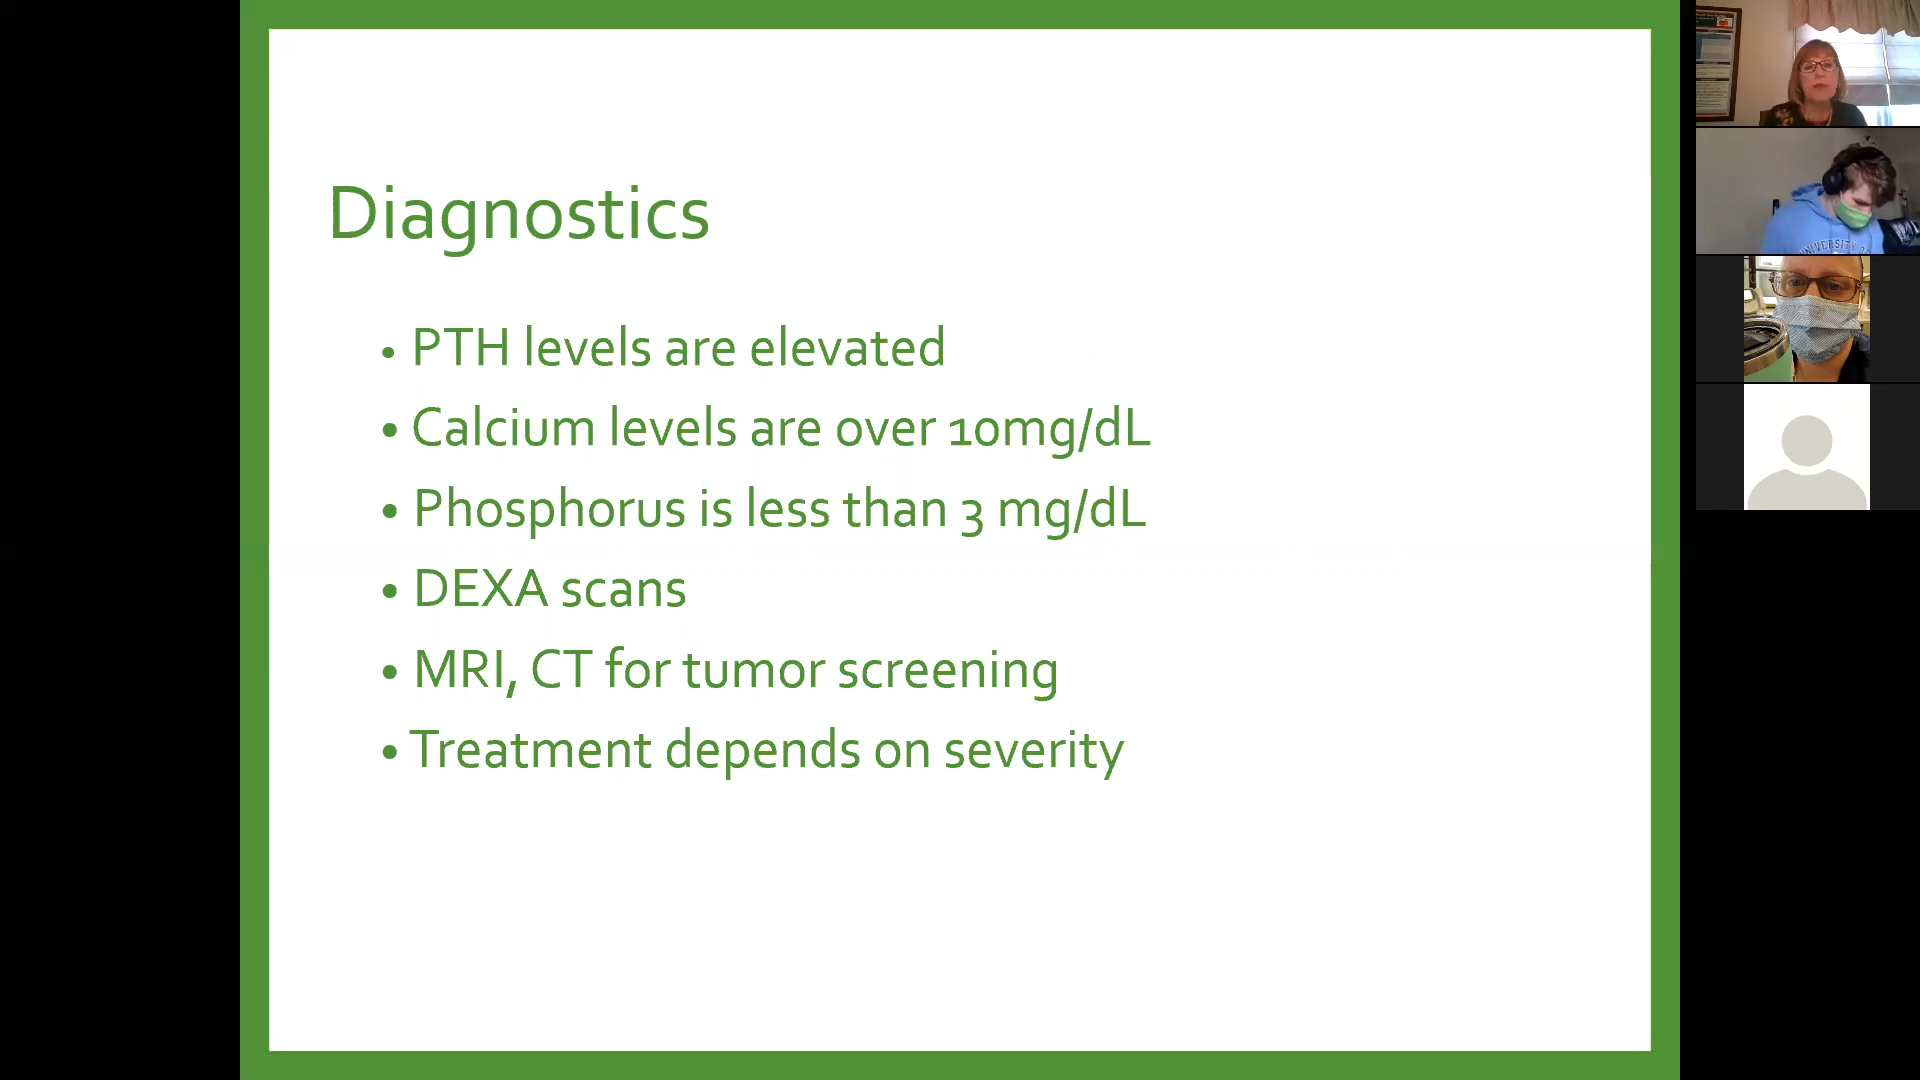 Diagnostics
• PTH levels are elevated
• Calcium levels are over 10mg/dL
• Phosphorus is less than 3 mg/dL
• DEXA scans
• MRI, CT for tumor screening
• Treatment depends on severity